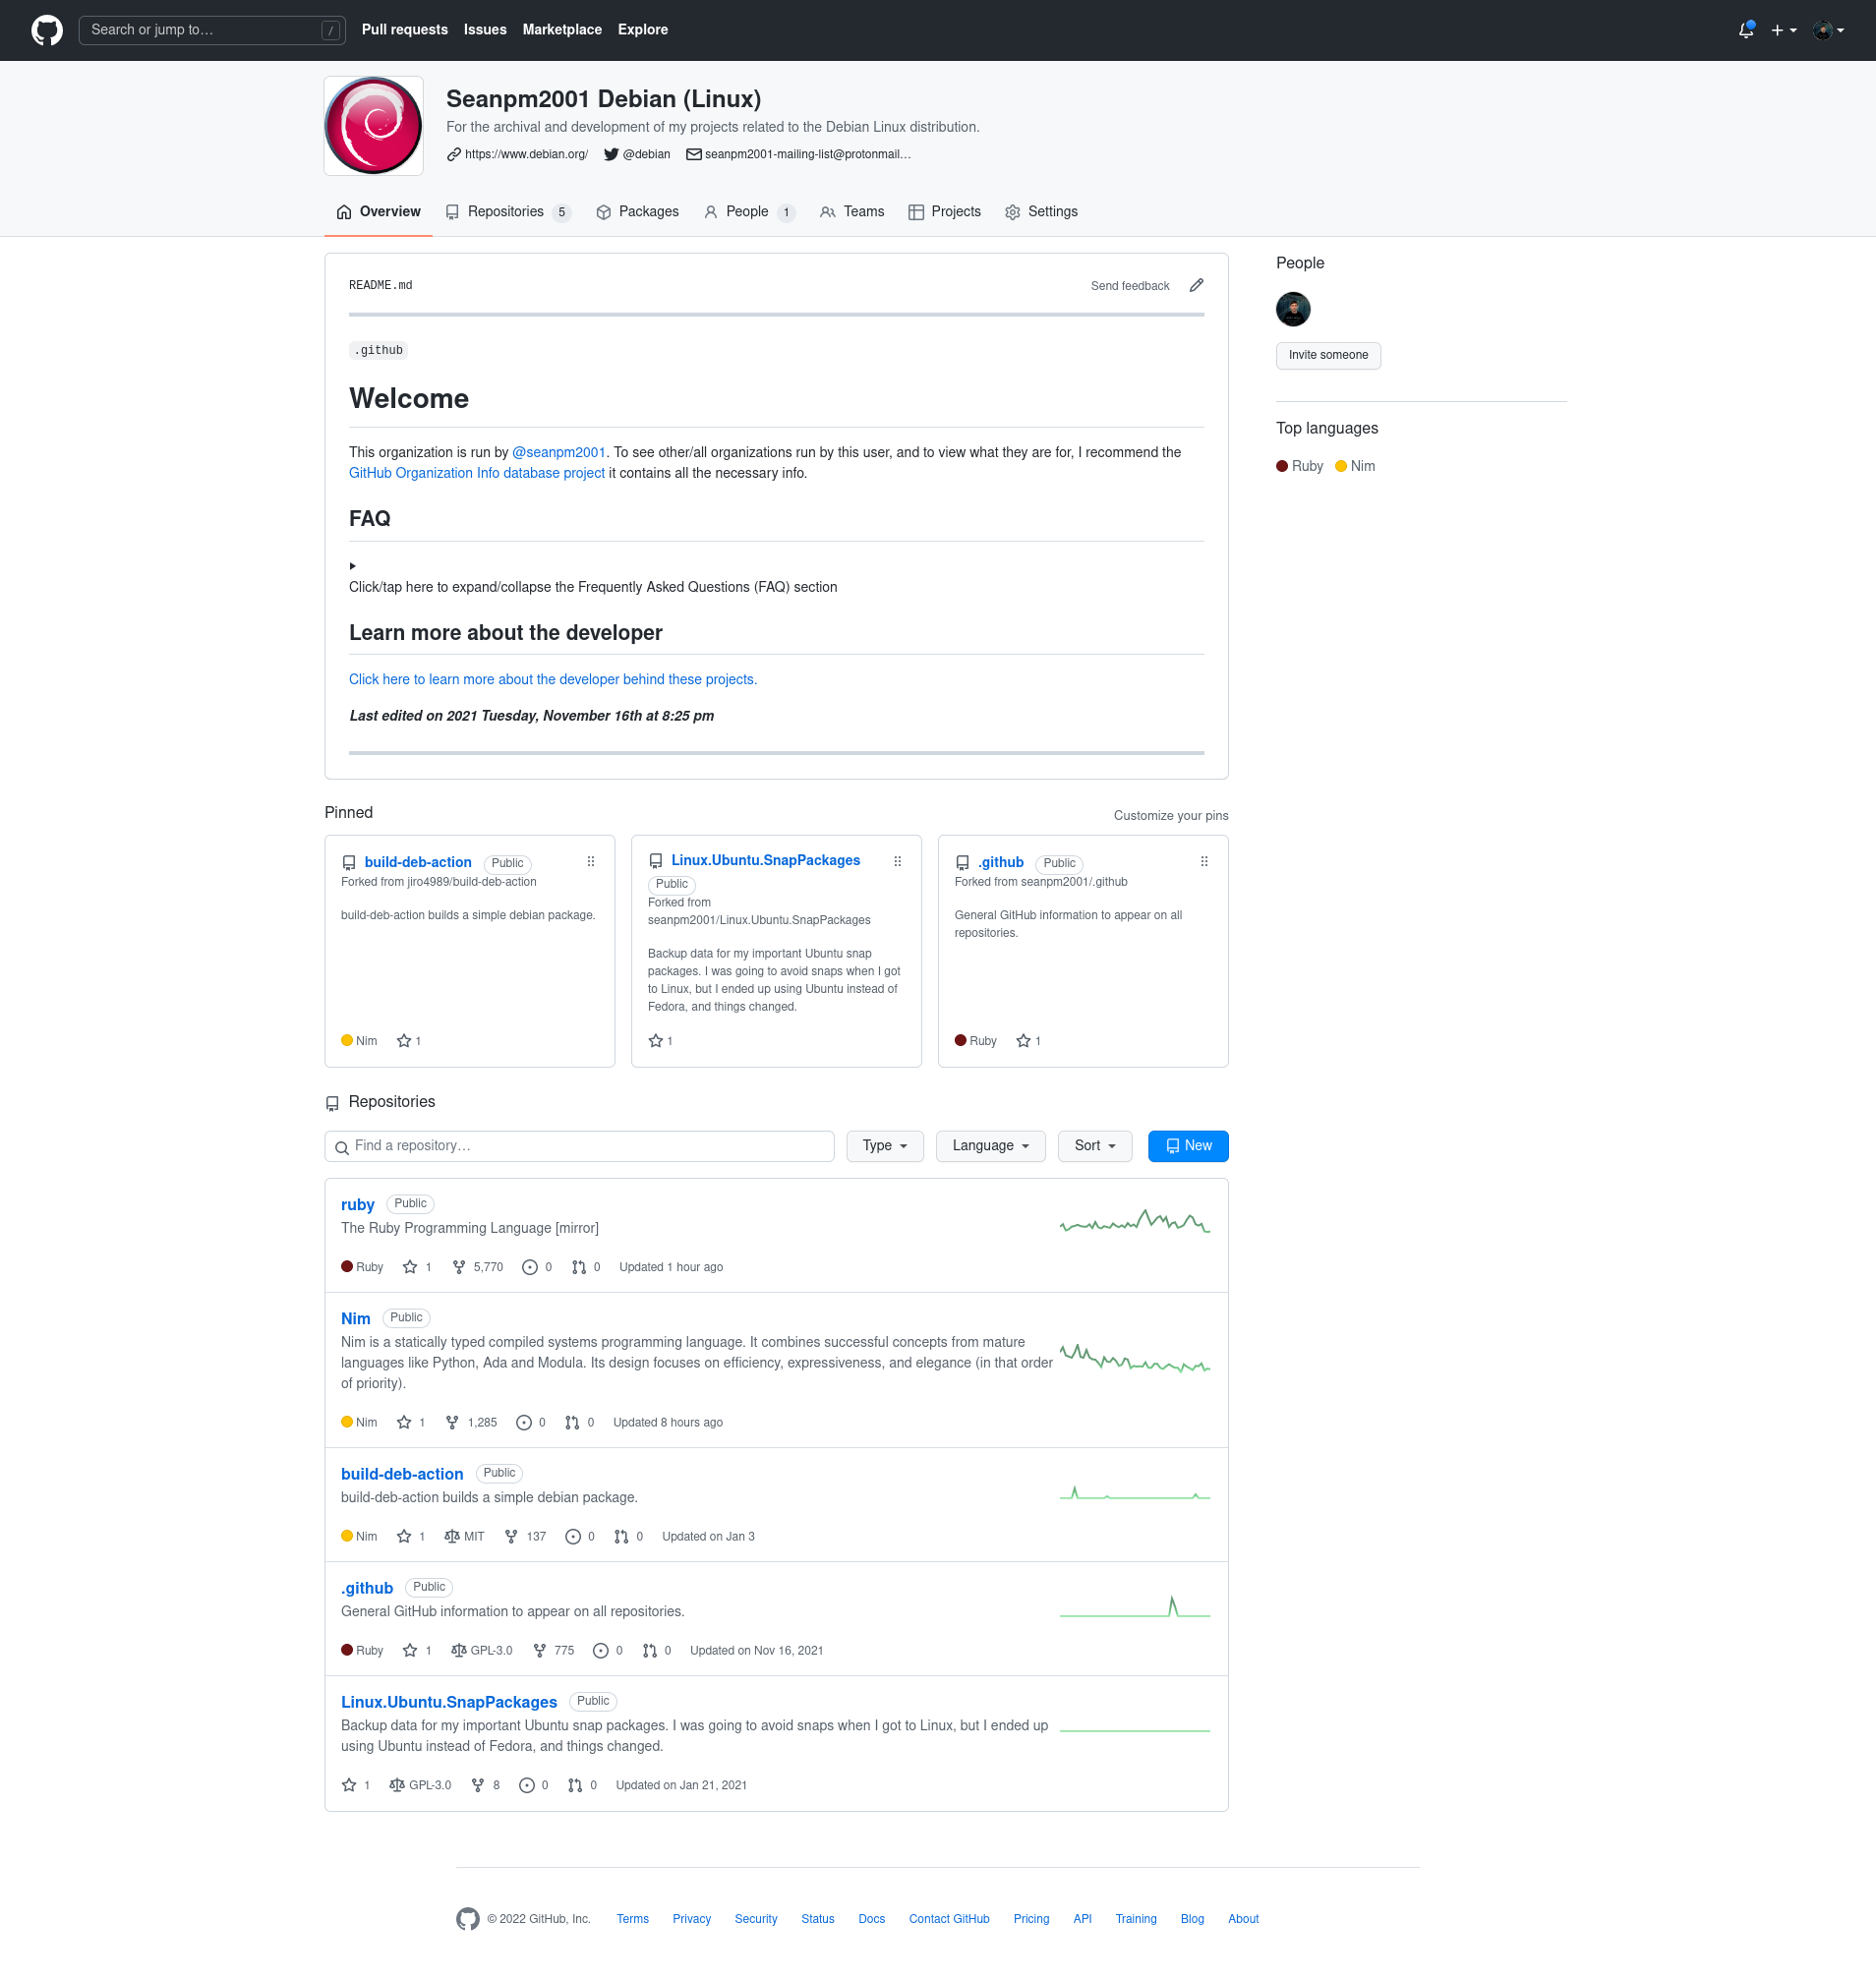 Search or jump to… /
Pull requests Issues Marketplace Explore
Seanpm2001 Debian (Linux)
For the archival and development of my projects related to the Debian Linux distribution.
https://www.debian.org/ @debian seanpm2001-mailing-list@protonmail…
Overview Repositories 5 Packages People 1 Teams Projects Settings
README.md Send feedback
.github
Welcome
This organization is run by @seanpm2001. To see other/all organizations run by this user, and to view what they are for, I recommend the
GitHub Organization Info database project it contains all the necessary info.
FAQ
Click/tap here to expand/collapse the Frequently Asked Questions (FAQ) section
Learn more about the developer
Click here to learn more about the developer behind these projects.
Last edited on 2021 Tuesday, November 16th at 8:25 pm
People
Invite someone
Top languages
Ruby Nim
Pinned Customize your pins
build-deb-action Public
Forked from jiro4989/build-deb-action
build-deb-action builds a simple debian package.
Nim 1
Linux.Ubuntu.SnapPackages
Public
Forked from
seanpm2001/Linux.Ubuntu.SnapPackages
Backup data for my important Ubuntu snap
packages. I was going to avoid snaps when I got
to Linux, but I ended up using Ubuntu instead of
Fedora, and things changed.
1
.github Public
Forked from seanpm2001/.github
General GitHub information to appear on all
repositories.
Ruby 1
Repositories
Find a repository… Type Language Sort New
ruby Public
The Ruby Programming Language [mirror]
Ruby 1 5,770 0 0 Updated 1 hour ago
Nim Public
Nim is a statically typed compiled systems programming language. It combines successful concepts from mature
languages like Python, Ada and Modula. Its design focuses on efficiency, expressiveness, and elegance (in that order
of priority).
Nim 1 1,285 0 0 Updated 8 hours ago
build-deb-action Public
build-deb-action builds a simple debian package.
Nim 1 MIT 137 0 0 Updated on Jan 3
.github Public
General GitHub information to appear on all repositories.
Ruby 1 GPL-3.0 775 0 0 Updated on Nov 16, 2021
Linux.Ubuntu.SnapPackages Public
Backup data for my important Ubuntu snap packages. I was going to avoid snaps when I got to Linux, but I ended up
using Ubuntu instead of Fedora, and things changed.
1 GPL-3.0 8 0 0 Updated on Jan 21, 2021
© 2022 GitHub, Inc. Terms Privacy Security Status Docs Contact GitHub Pricing API Training Blog About